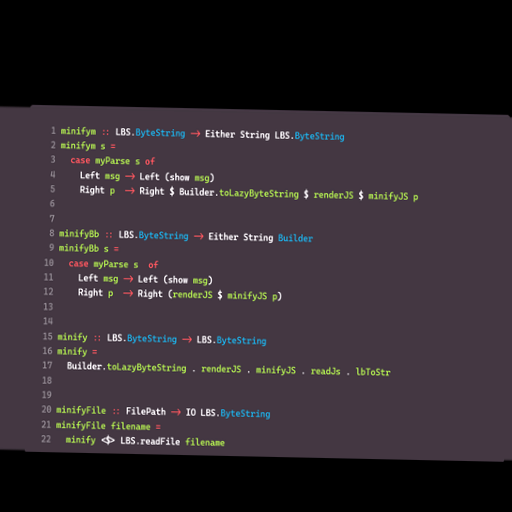 1 minifym :: LBS.ByteString -> Either String LBS.ByteString
2 minifym s =
3   case myParse s of
4     Left msg -> Left (show msg)
5     Right p  -> Right $ Builder.toLazyByteString $ renderJS $ minifyJS p
6
7
8 minifyBb :: LBS.ByteString -> Either String Builder
9 minifyBb s =
10   case myParse s  of
11     Left msg -> Left (show msg)
12     Right p  -> Right (renderJS $ minifyJS p)
13
14
15 minify :: LBS.ByteString -> LBS.ByteString
16 minify =
17   Builder.toLazyByteString . renderJS . minifyJS . readJs . lbToStr
18
19
20 minifyFile :: FilePath -> IO LBS.ByteString
21 minifyFile filename =
22   minify <$> LBS.readFile filename